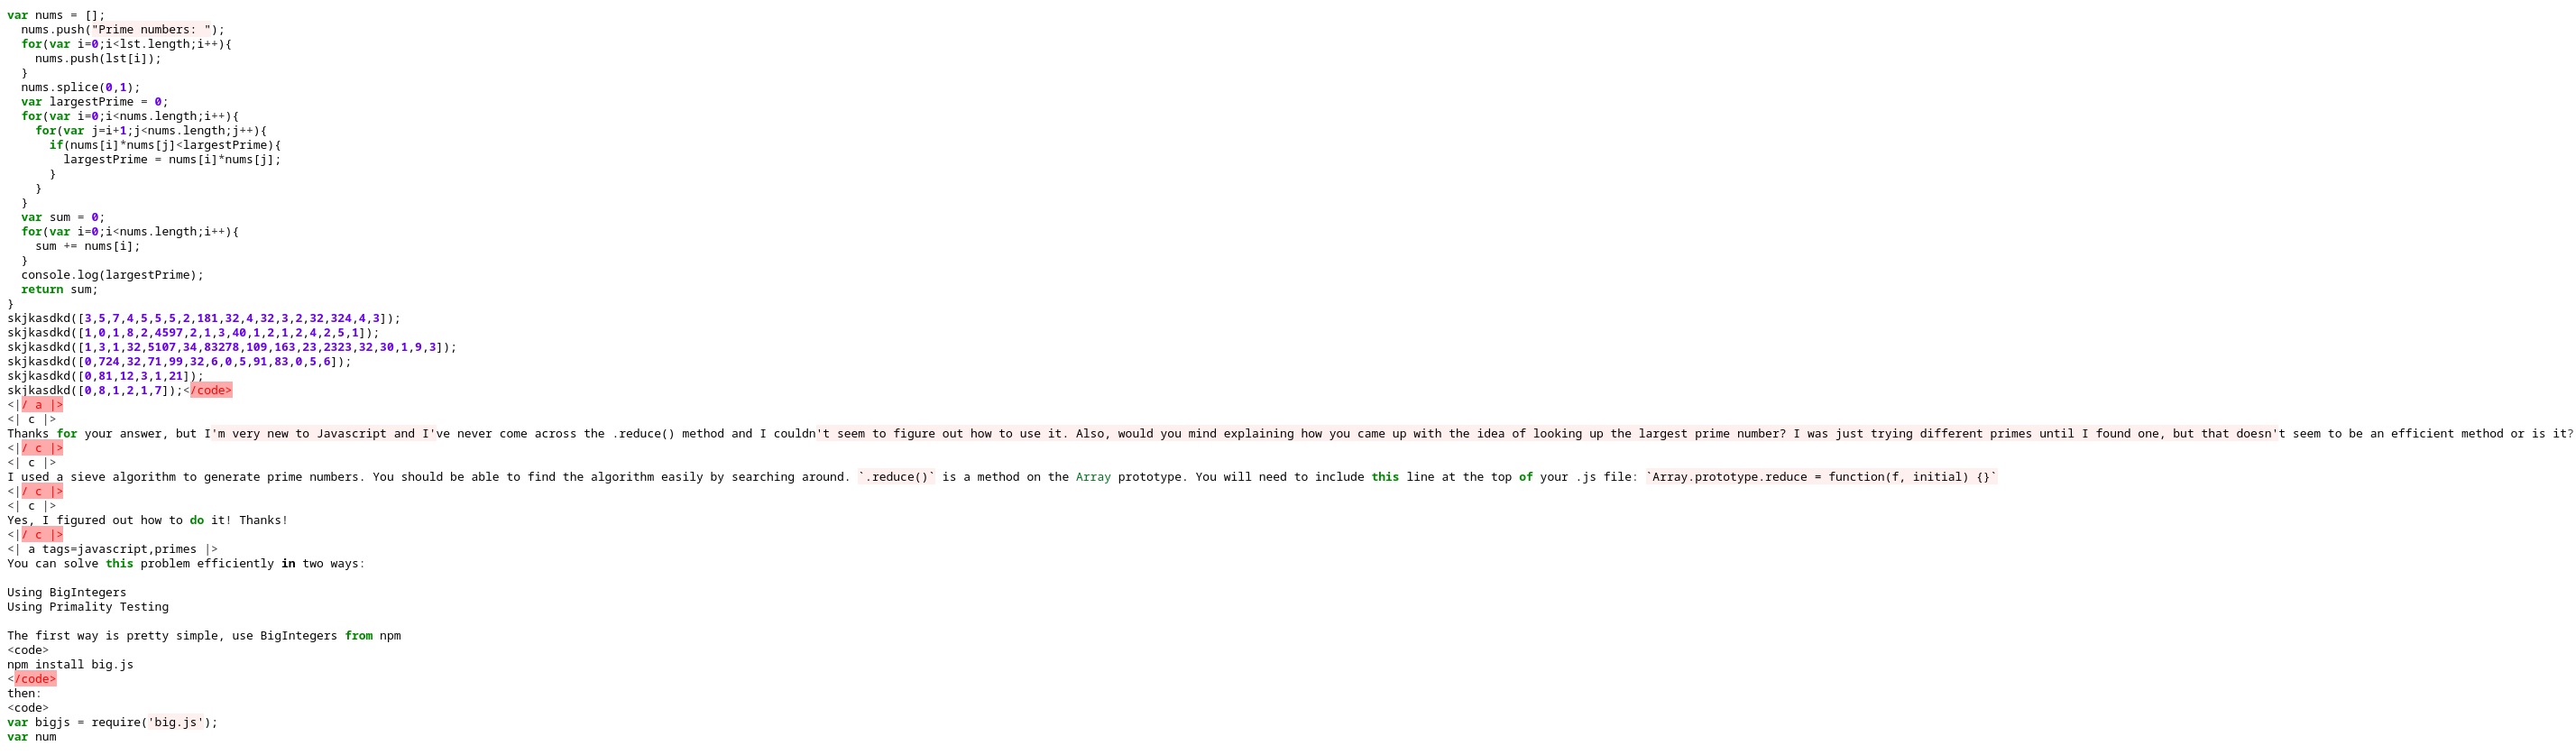 var nums = [];
  nums.push("Prime numbers: ");
  for(var i=0;i<lst.length;i++){
    nums.push(lst[i]);
  }
  nums.splice(0,1);
  var largestPrime = 0;
  for(var i=0;i<nums.length;i++){
    for(var j=i+1;j<nums.length;j++){
      if(nums[i]*nums[j]<largestPrime){
        largestPrime = nums[i]*nums[j];
      }
    }
  }
  var sum = 0;
  for(var i=0;i<nums.length;i++){
    sum += nums[i];
  }
  console.log(largestPrime);
  return sum;
}
skjkasdkd([3,5,7,4,5,5,5,2,181,32,4,32,3,2,32,324,4,3]);
skjkasdkd([1,0,1,8,2,4597,2,1,3,40,1,2,1,2,4,2,5,1]);
skjkasdkd([1,3,1,32,5107,34,83278,109,163,23,2323,32,30,1,9,3]);
skjkasdkd([0,724,32,71,99,32,6,0,5,91,83,0,5,6]);
skjkasdkd([0,81,12,3,1,21]);
skjkasdkd([0,8,1,2,1,7]);</code>
<|/ a |>
<| c |>
Thanks for your answer, but I'm very new to Javascript and I've never come across the .reduce() method and I couldn't seem to figure out how to use it. Also, would you mind explaining how you came up with the idea of looking up the largest prime number? I was just trying different primes until I found one, but that doesn't seem to be an efficient method or is it?
<|/ c |>
<| c |>
I used a sieve algorithm to generate prime numbers. You should be able to find the algorithm easily by searching around. `.reduce()` is a method on the Array prototype. You will need to include this line at the top of your .js file: `Array.prototype.reduce = function(f, initial) {}`
<|/ c |>
<| c |>
Yes, I figured out how to do it! Thanks!
<|/ c |>
<| a tags=javascript,primes |>
You can solve this problem efficiently in two ways:

Using BigIntegers
Using Primality Testing

The first way is pretty simple, use BigIntegers from npm
<code>
npm install big.js
</code>
then:
<code>
var bigjs = require('big.js');
var num